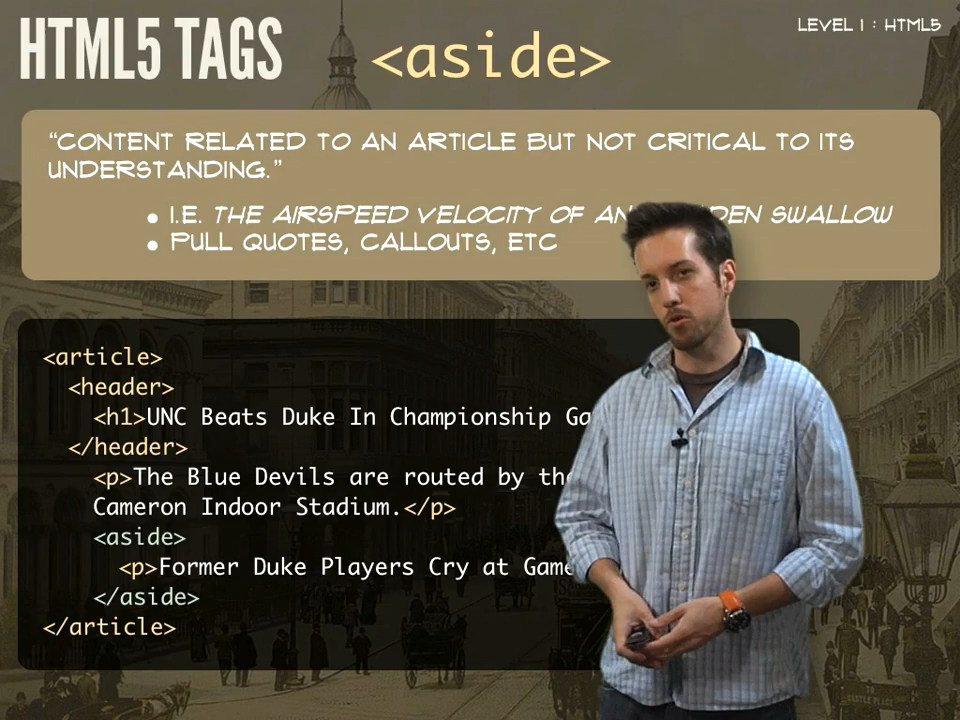 HTML5 TAGS <aside>
LEVEL 1 : HTML5
“CONTENT RELATED TO AN ARTICLE BUT NOT CRITICAL TO ITS
UNDERSTANDING.”
• I.E. THE AIRSPEED VELOCITY OF AN SWALLOW
• PULL QUOTES, CALLOUTS, ETC
<article>
<header>
<h1>UNC Beats Duke In Championship
</header>
<p>The Blue Devils are routed by the
Cameron Indoor Stadium.</p>
<aside>
<p>Former Duke Players Cry at Game
</aside>
</article>